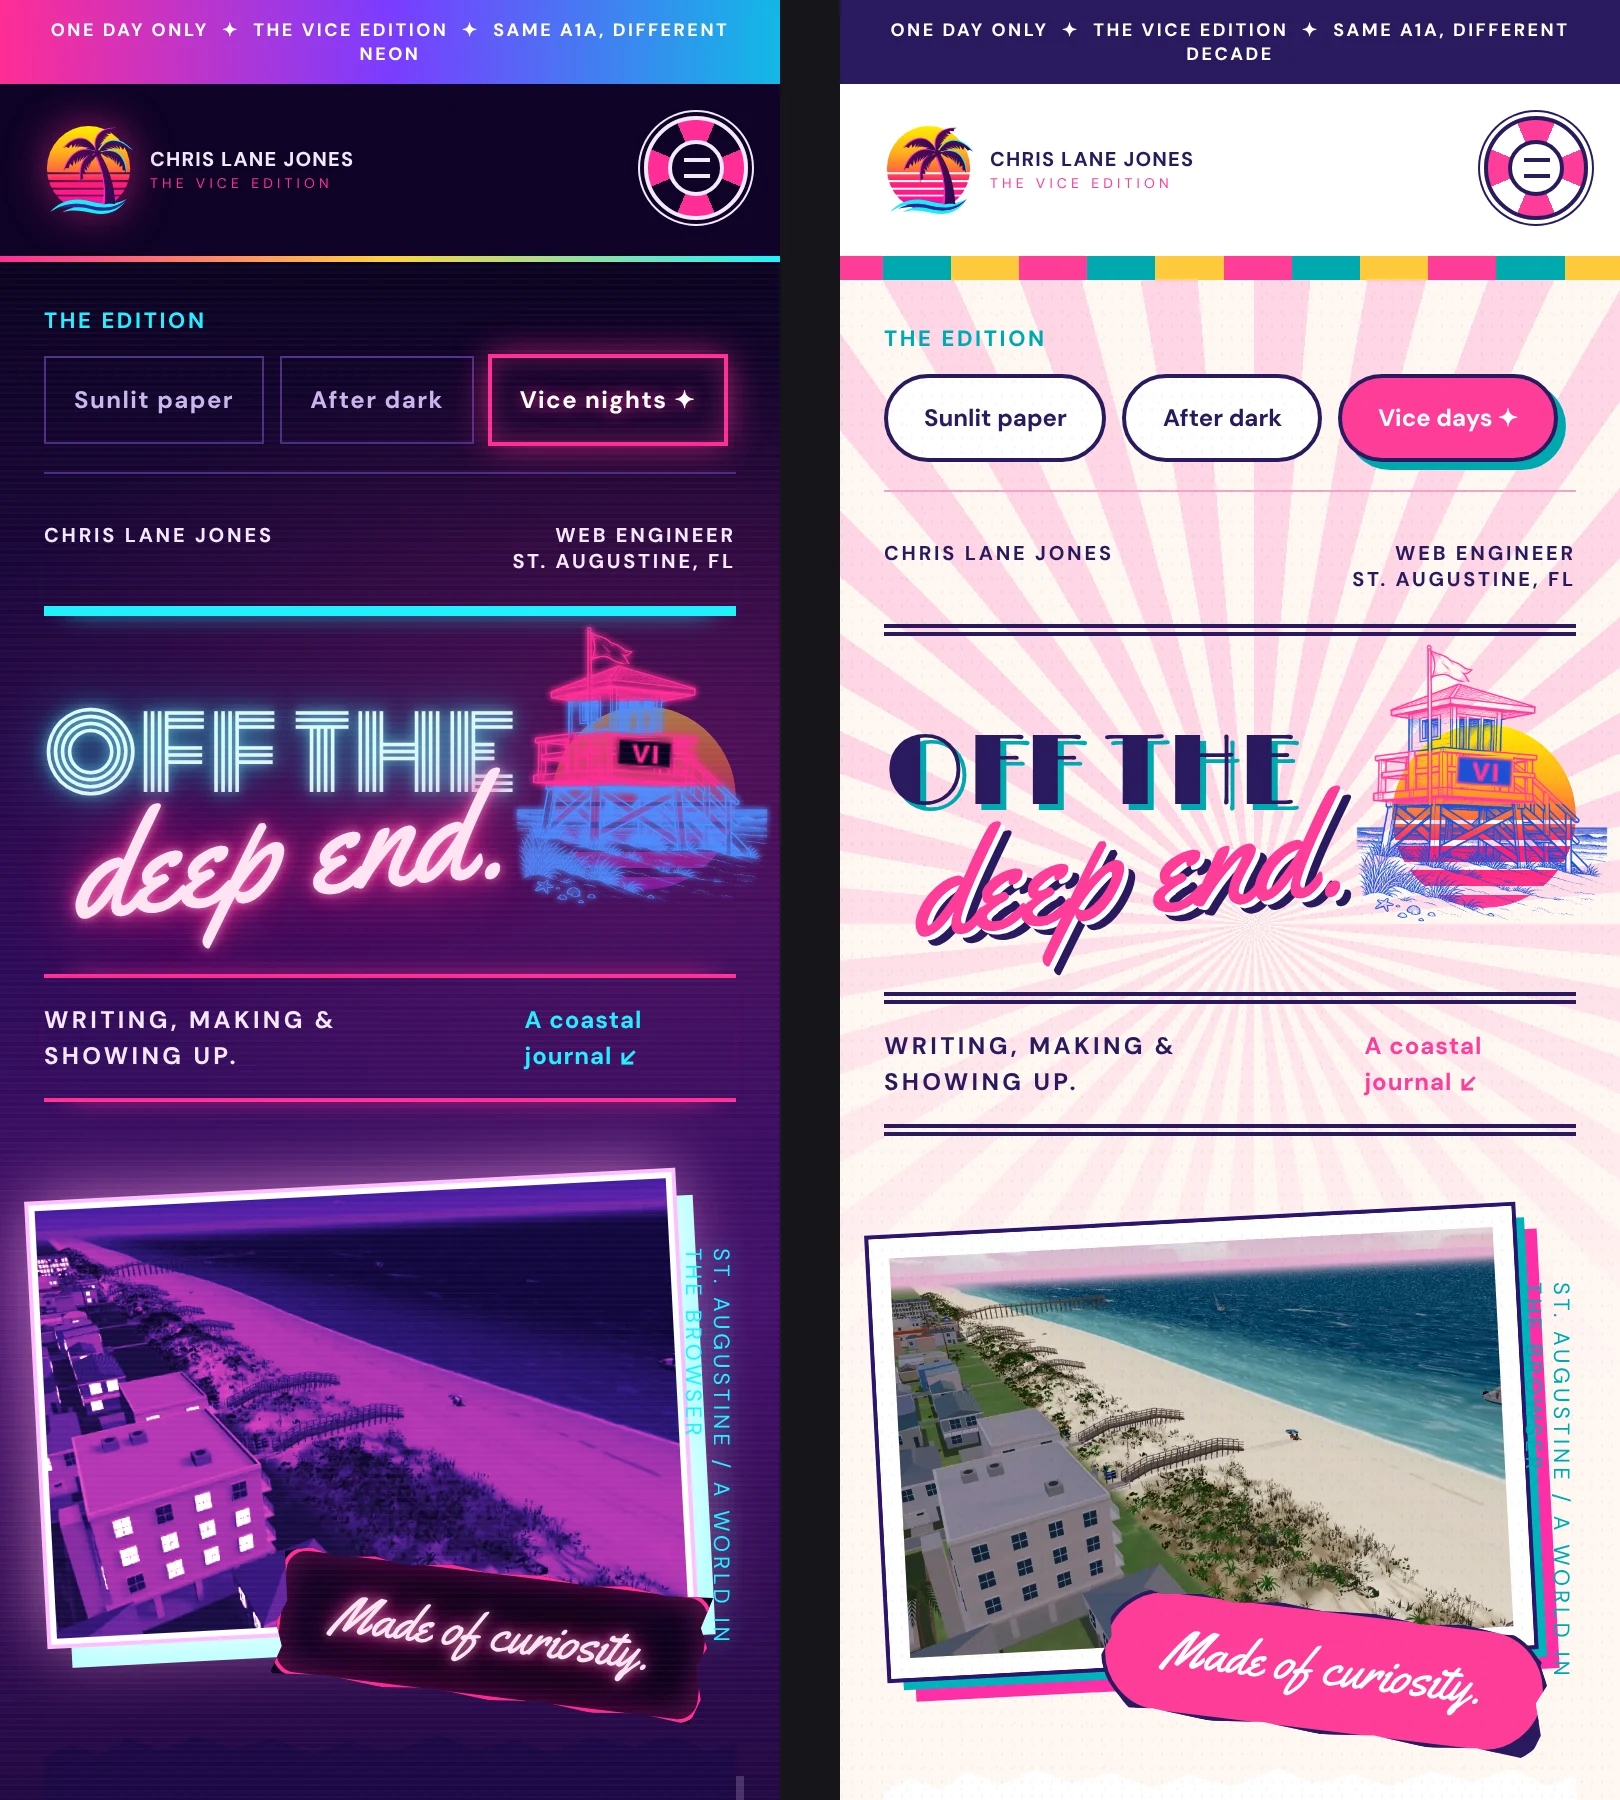 ONE DAY ONLY ✦ THE VICE EDITION ✦ SAME A1A, DIFFERENT
NEON
CHRIS LANE JONES
THE VICE EDITION
THE EDITION
Sunlit paper
After dark
Vice nights ✦
CHRIS LANE JONES
WEB ENGINEER
ST. AUGUSTINE, FL
OFF THE
deep end.
VI
WRITING, MAKING &
SHOWING UP.
A coastal
journal ↙
ST. AUGUSTINE / A WORLD IN
THE BROWSER
Made of curiosity.
ONE DAY ONLY ✦ THE VICE EDITION ✦ SAME A1A, DIFFERENT
DECADE
CHRIS LANE JONES
THE VICE EDITION
THE EDITION
Sunlit paper
After dark
Vice days ✦
CHRIS LANE JONES
WEB ENGINEER
ST. AUGUSTINE, FL
OFF THE
deep end.
VI
WRITING, MAKING &
SHOWING UP.
A coastal
journal ↙
ST. AUGUSTINE / A WORLD IN
THE BROWSER
Made of curiosity.